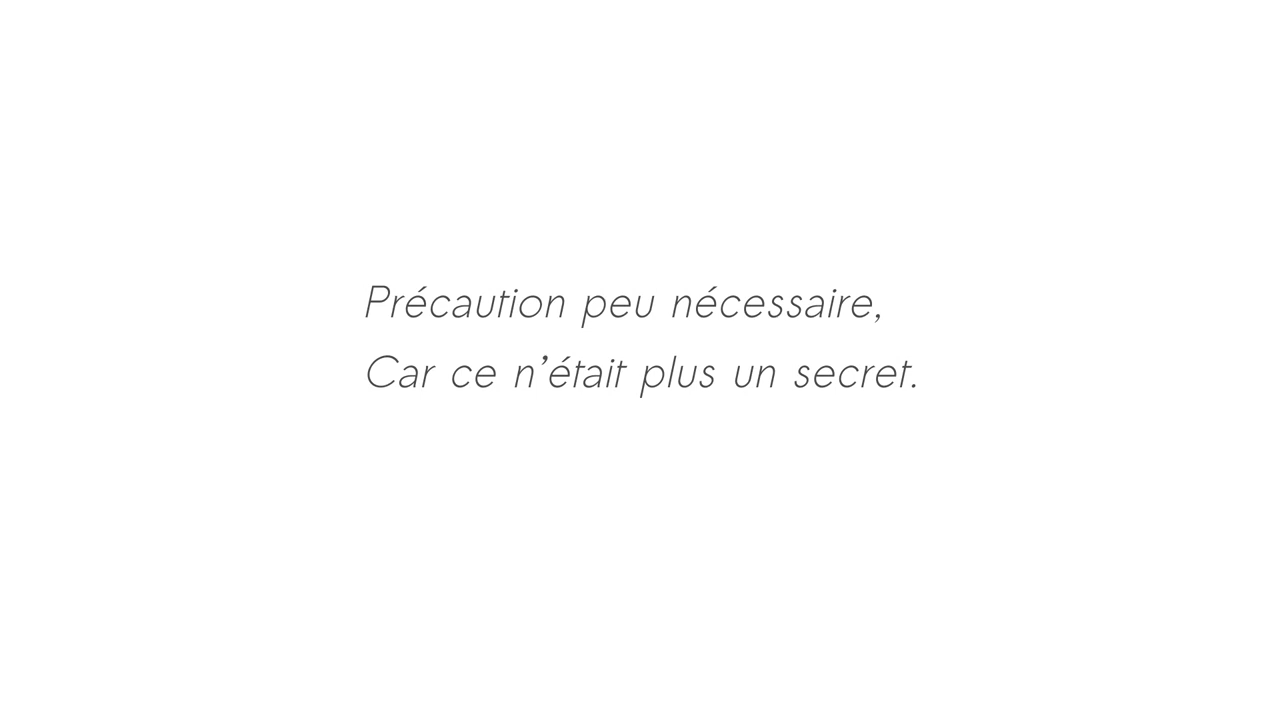 Précaution peu nécessaire,
Car ce n’était plus un secret.